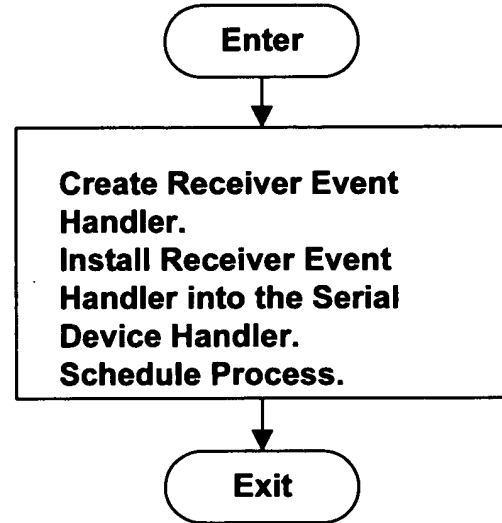 Enter
Create Receiver Event
Handler.
Install Receiver Event
Handler into the Serial
Device Handler.
Schedule Process.
Exit